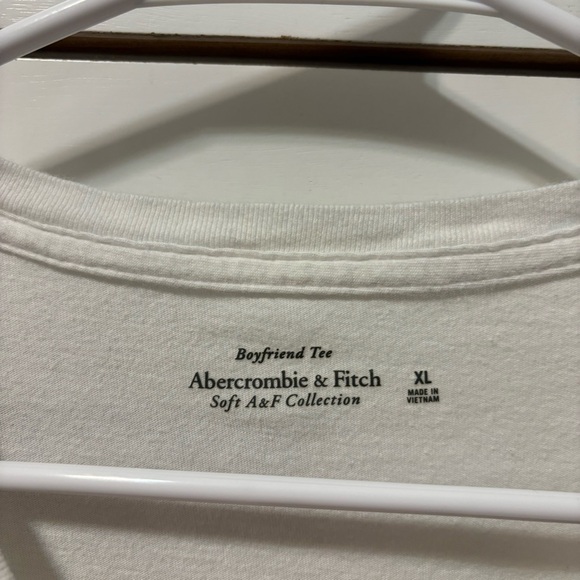 Boyfriend Tee
Abercrombie & Fitch
Soft A&F Collection
XL
MADE IN
VIETNAM